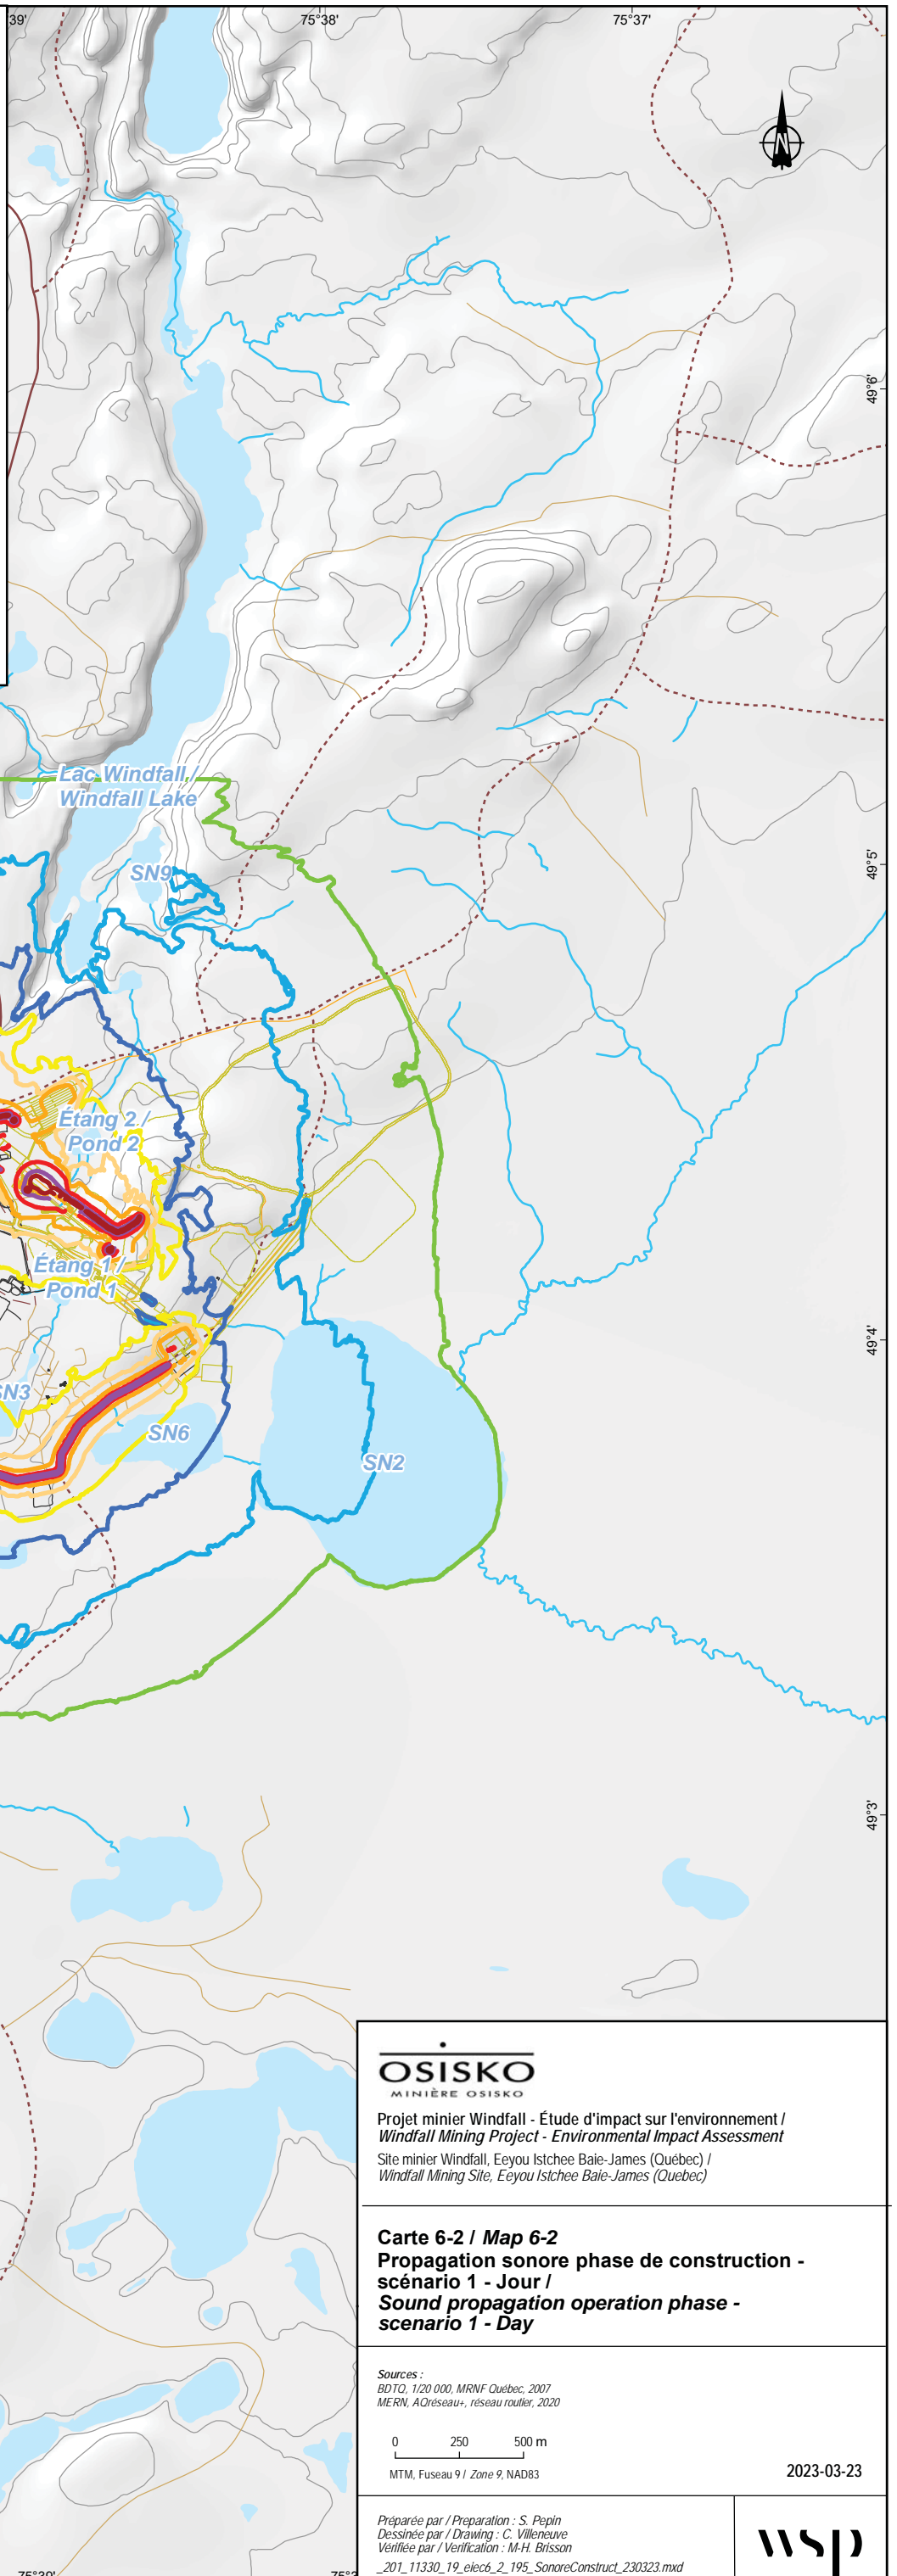 39'
75°38'
75°37'
N
49°6'
Lac Windfall /
Windfall Lake
SN9
49°5'
Étang 2 /
Pond 2
Étang 1 /
Pond 1
49°4'
SN3
SN6
SN2
49°3'
OSISKO
MINIÈRE OSISKO
Projet minier Windfall - Étude d'impact sur l'environnement /
Windfall Mining Project - Environmental Impact Assessment
Site minier Windfall, Eeyou Istchee Baie-James (Québec) /
Windfall Mining Site, Eeyou Istchee Baie-James (Quebec)
Carte 6-2 / Map 6-2
Propagation sonore phase de construction -
scénario 1 - Jour /
Sound propagation operation phase -
scenario 1 - Day
Sources :
BDTQ, 1/20 000, MRNF Québec, 2007
MERN, AQréseau+, réseau routier, 2020
0 250 500 m
MTM, Fuseau 9 / Zone 9, NAD83
2023-03-23
Préparée par / Preparation : S. Pepin
Dessinée par / Drawing : C. Villeneuve
Vérifiée par / Verification : M-H. Brisson
_201_11330_19_eiec6_2_195_SonoreConstruct_230323.mxd
wsp